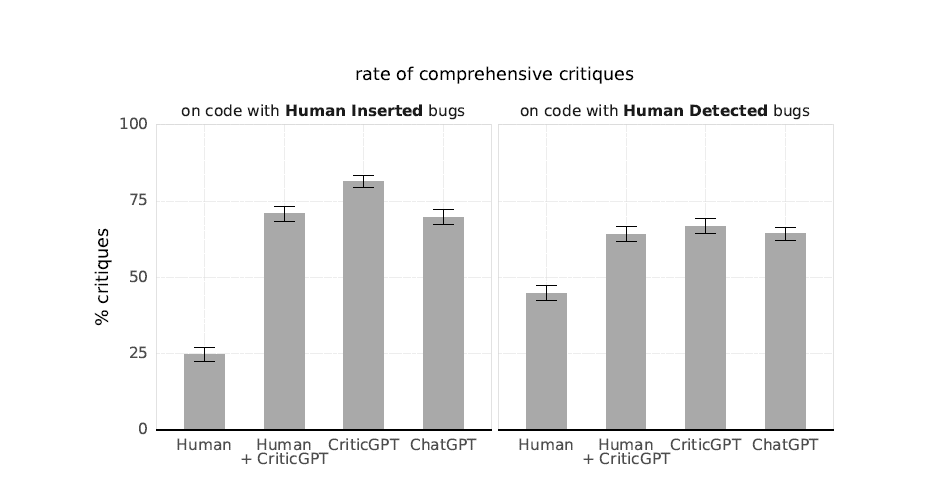 rate of comprehensive critiques
on code with Human Inserted bugs
on code with Human Detected bugs
% critiques
100
75
50
25
0
Human
Human
+ CriticGPT
CriticGPT
ChatGPT
Human
Human
+ CriticGPT
CriticGPT
ChatGPT